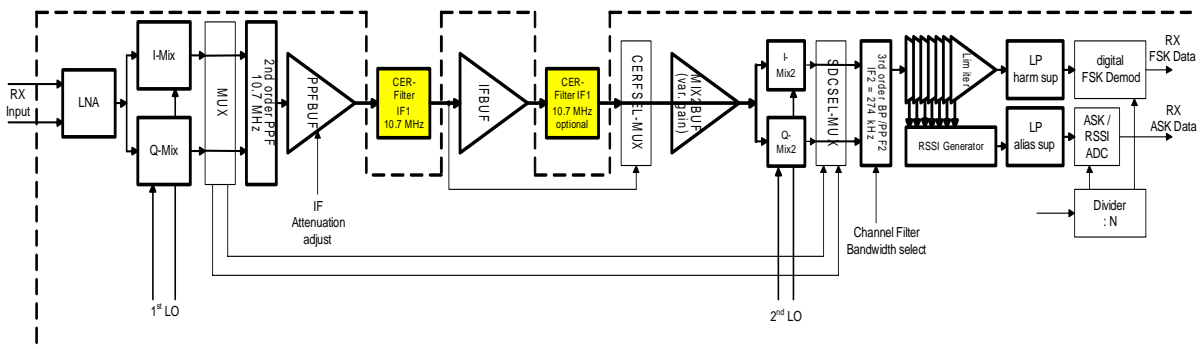 RX
Input
LNA
I-Mix
Q-Mix
MUX
2nd order PPF
10.7 MHz
PPFBUF
IF
Attenuation
adjust
CER-
Filter
IF1
10.7 MHz
IFBUF
CER-
Filter IF1
10.7 MHz
optional
CERFSEL-MUX
MIX2BUF
(var. gain)
I-
Mix2
Q-
Mix2
SDCSEL-MUX
3rd order BP /PPF2
IF2 = 274 kHz
Channel Filter
Bandwidth select
Limiter
RSSI Generator
LP
harm sup
LP
alias sup
digital
FSK Demod
ASK /
RSSI
ADC
Divider
: N
RX
FSK Data
RX
ASK Data
1st LO
2nd LO